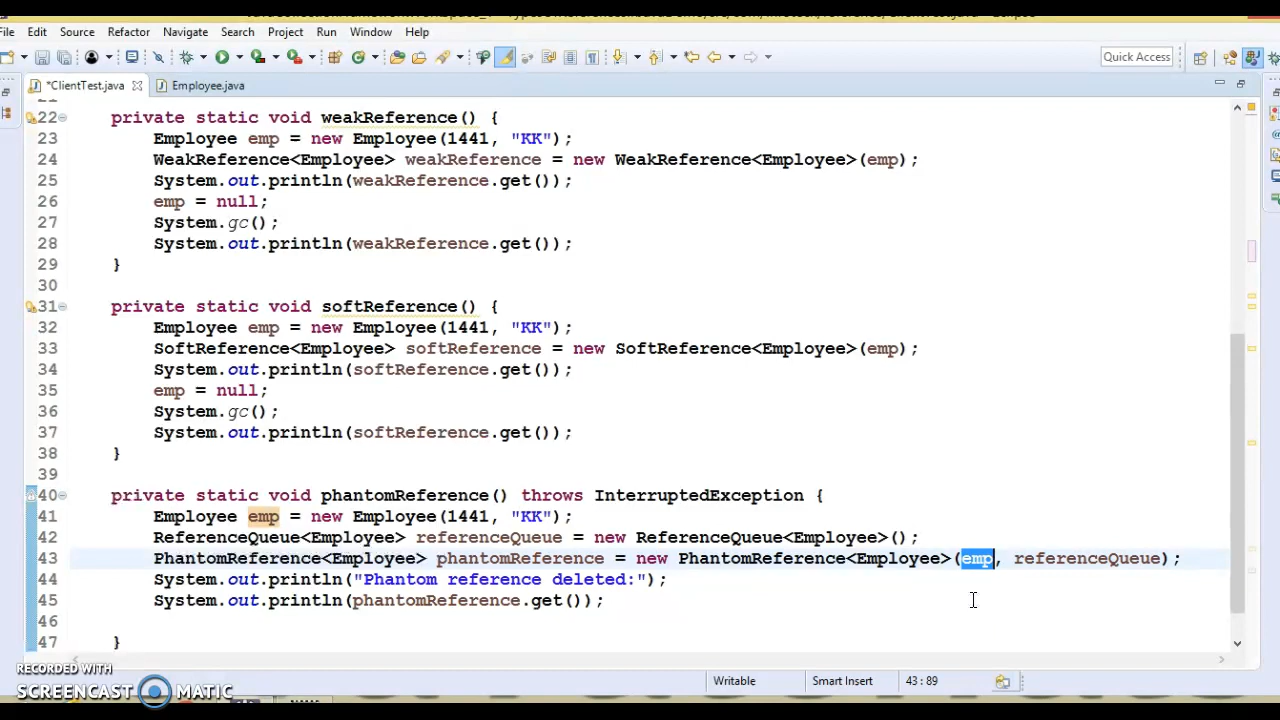 File Edit Source Refactor Navigate Search Project Run Window Help
Quick Access
*ClientTest.java Employee.java
22 private static void weakReference() {
23 Employee emp = new Employee(1441, "KK");
24 WeakReference<Employee> weakReference = new WeakReference<Employee>(emp);
25 System.out.println(weakReference.get());
26 emp = null;
27 System.gc();
28 System.out.println(weakReference.get());
29 }
30
31 private static void softReference() {
32 Employee emp = new Employee(1441, "KK");
33 SoftReference<Employee> softReference = new SoftReference<Employee>(emp);
34 System.out.println(softReference.get());
35 emp = null;
36 System.gc();
37 System.out.println(softReference.get());
38 }
39
40 private static void phantomReference() throws InterruptedException {
41 Employee emp = new Employee(1441, "KK");
42 ReferenceQueue<Employee> referenceQueue = new ReferenceQueue<Employee>();
43 PhantomReference<Employee> phantomReference = new PhantomReference<Employee>(emp, referenceQueue);
44 System.out.println("Phantom reference deleted:");
45 System.out.println(phantomReference.get());
46
47 }
RECORDED WITH
SCREENCAST MATIC
Writable Smart Insert 43 : 89